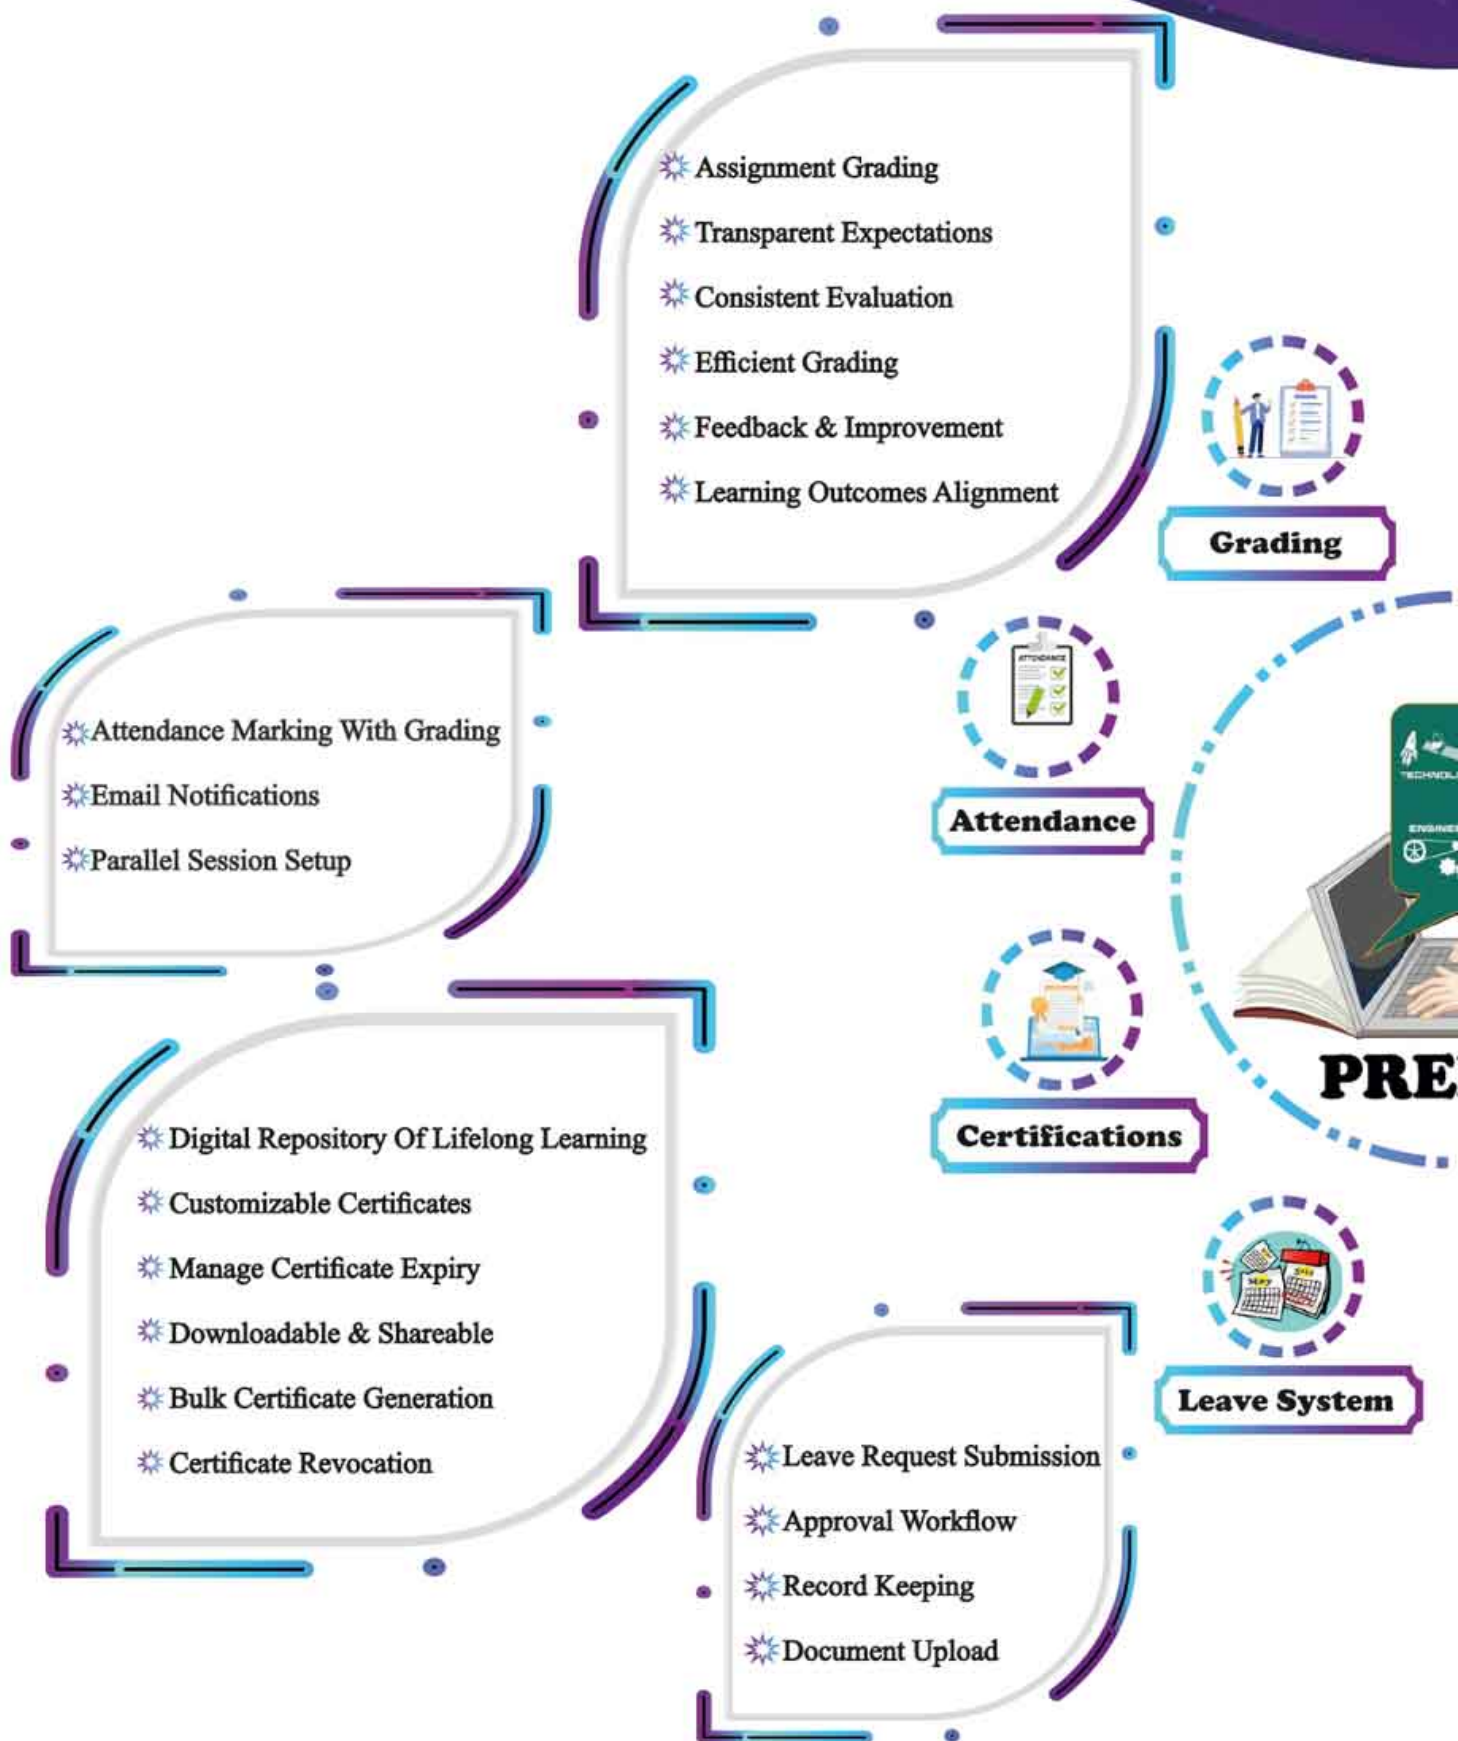 Assignment Grading
Transparent Expectations
Consistent Evaluation
Efficient Grading
Feedback & Improvement
Learning Outcomes Alignment
Grading
Attendance Marking With Grading
Email Notifications
Parallel Session Setup
ATTENDANCE
Attendance
Digital Repository Of Lifelong Learning
Customizable Certificates
Manage Certificate Expiry
Downloadable & Shareable
Bulk Certificate Generation
Certificate Revocation
Certifications
Leave Request Submission
Approval Workflow
Record Keeping
Document Upload
Leave System